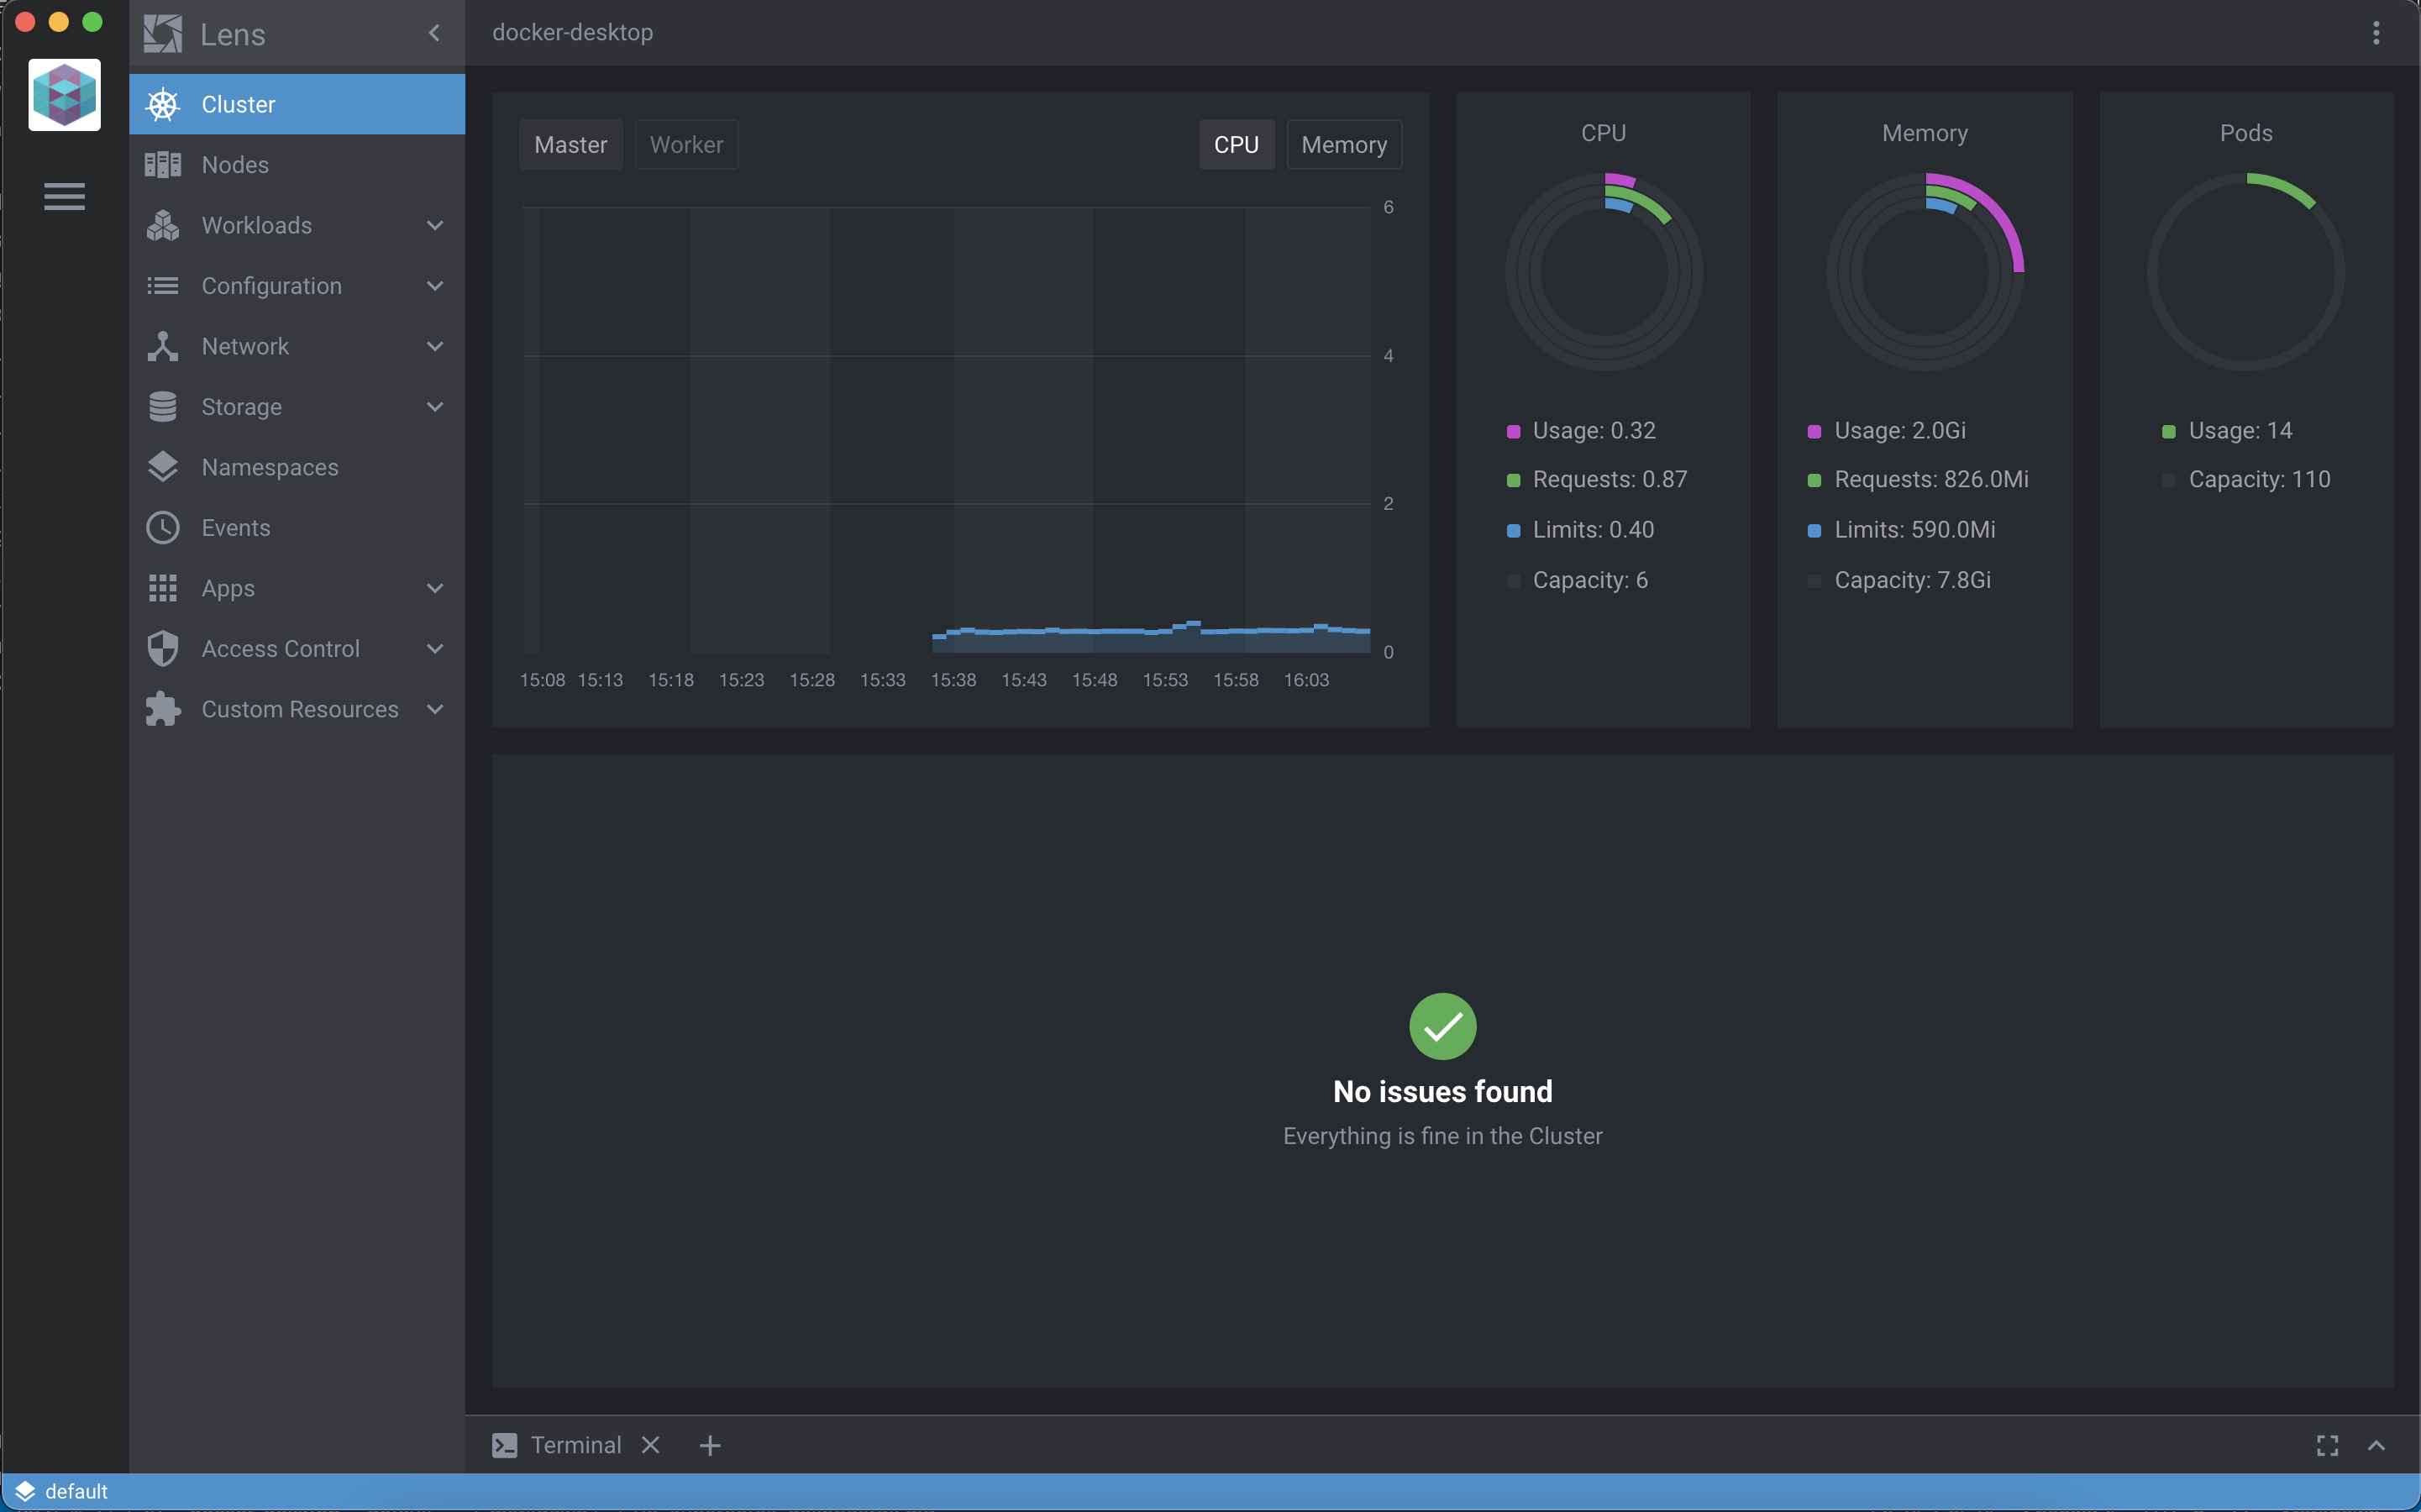 Lens
docker-desktop
Cluster
Nodes
Workloads
Configuration
Network
Storage
Namespaces
Events
Apps
Access Control
Custom Resources
Master
Worker
CPU
Memory
6
4
2
0
15:08 15:13 15:18 15:23 15:28 15:33 15:38 15:43 15:48 15:53 15:58 16:03
CPU
Usage: 0.32
Requests: 0.87
Limits: 0.40
Capacity: 6
Memory
Usage: 2.0Gi
Requests: 826.0Mi
Limits: 590.0Mi
Capacity: 7.8Gi
Pods
Usage: 14
Capacity: 110
No issues found
Everything is fine in the Cluster
Terminal
default